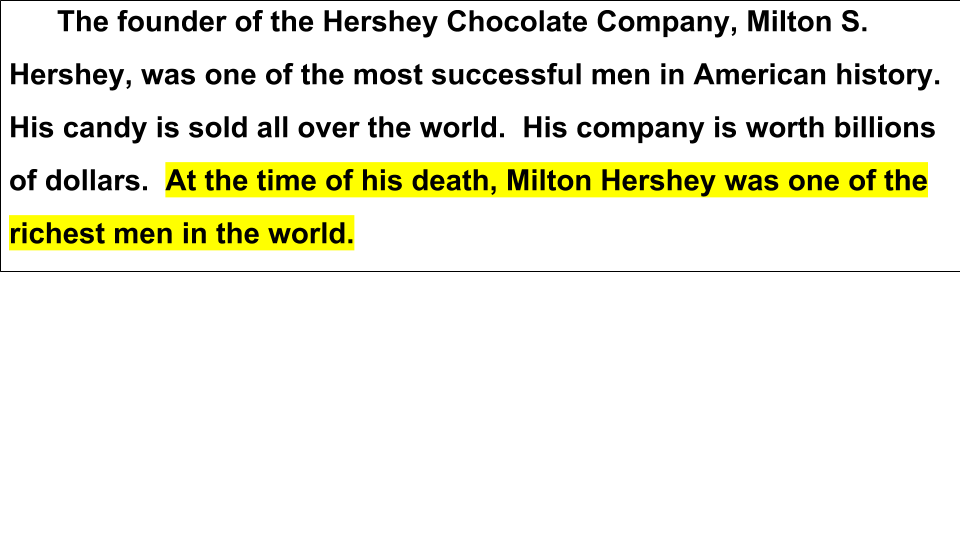 The founder of the Hershey Chocolate Company, Milton S.
Hershey, was one of the most successful men in American history.
His candy is sold all over the world.  His company is worth billions
of dollars.  At the time of his death, Milton Hershey was one of the
richest men in the world.